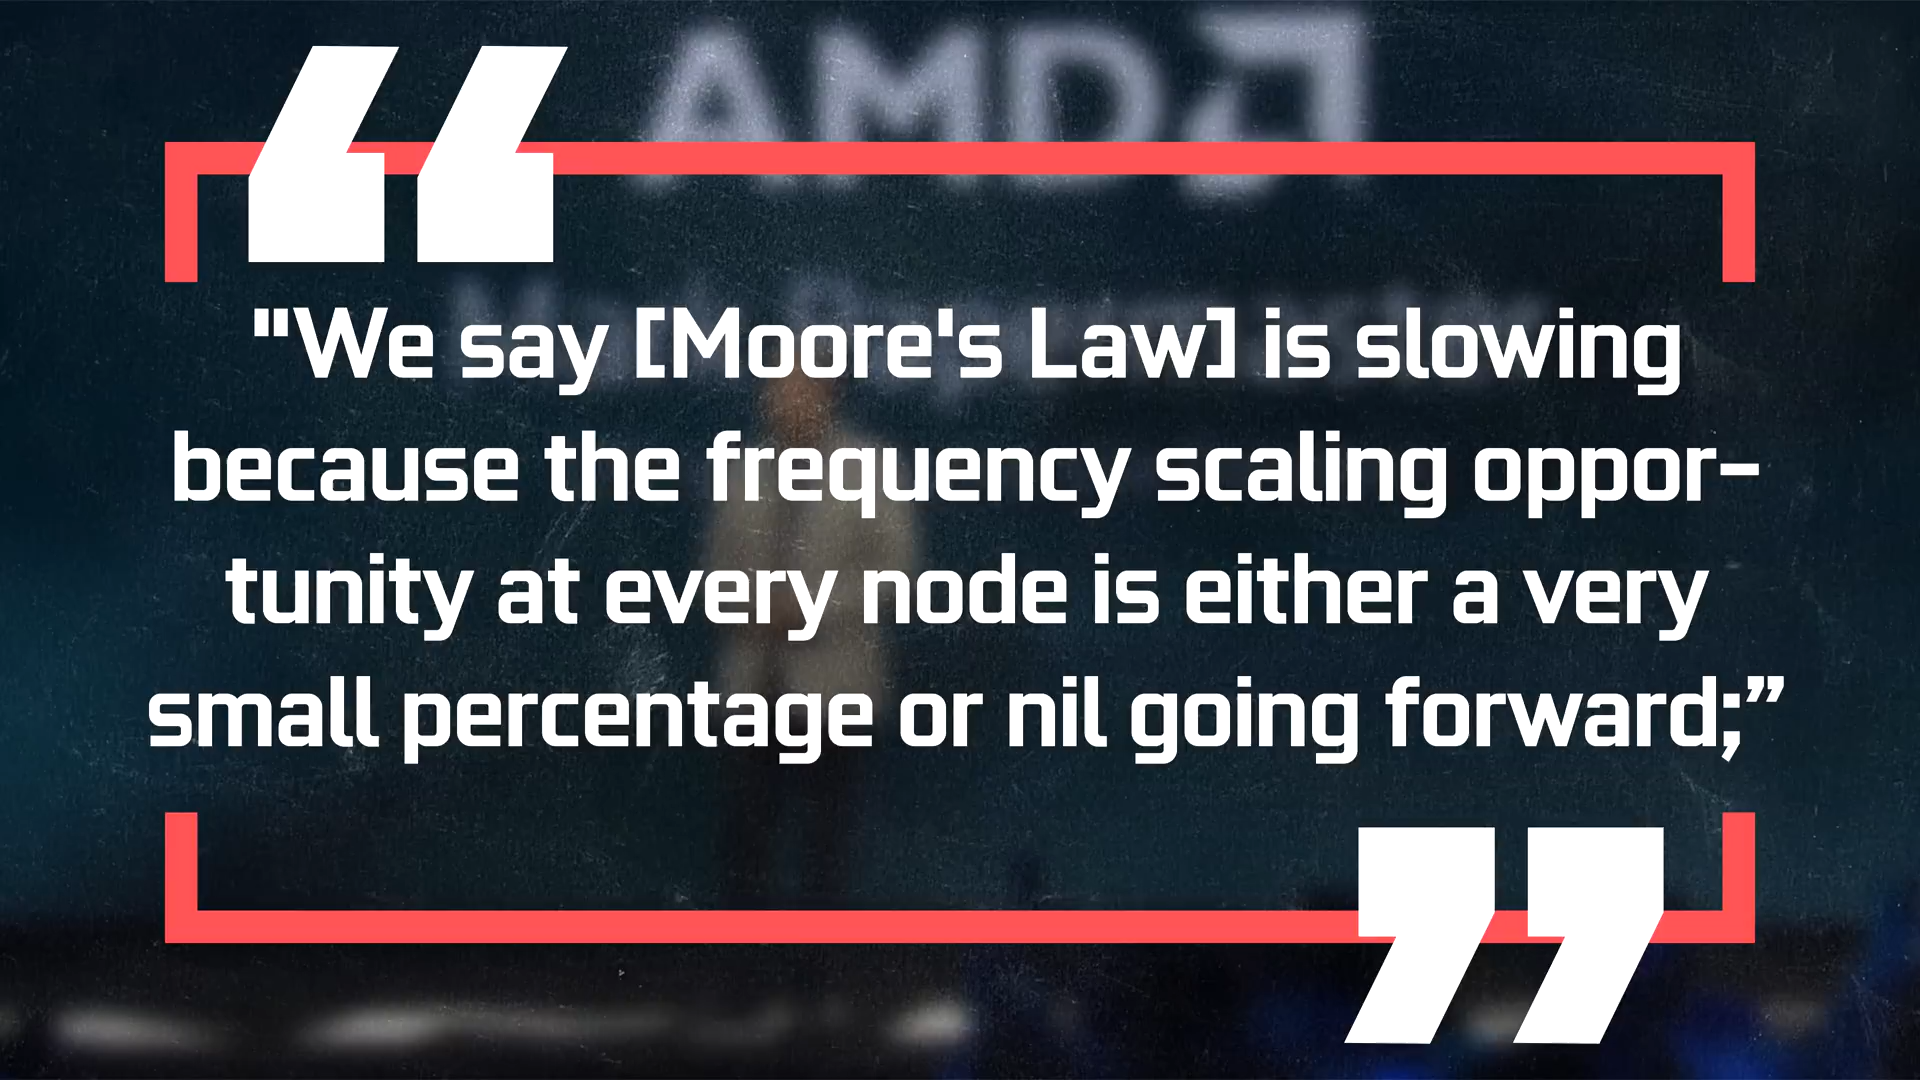 AMD
"We say [Moore's Law] is slowing
because the frequency scaling oppor-
tunity at every node is either a very
small percentage or nil going forward;”